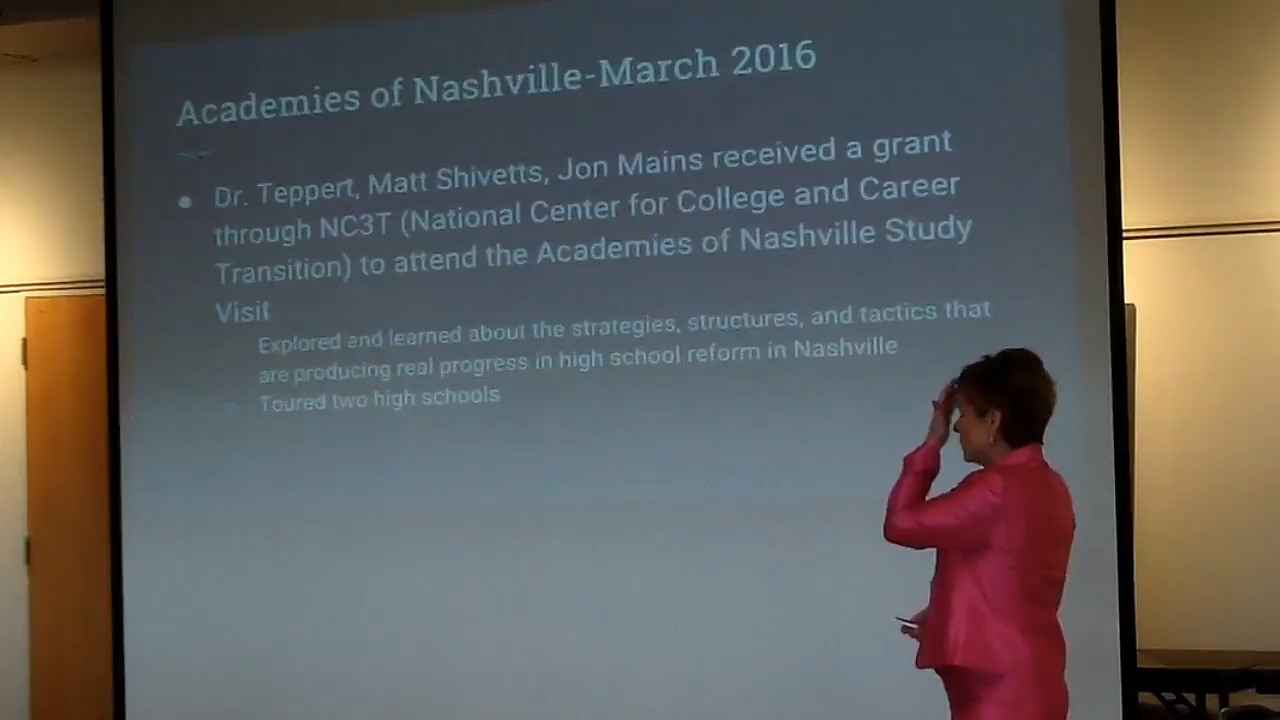 Academies of Nashville-March 2016
Dr. Teppert, Matt Shivetts, Jon Mains received a grant
through NC3T (National Center for College and Career
Transition) to attend the Academies of Nashville Study
Visit
Explored and learned about the strategies, structures, and tactics that
are producing real progress in high school reform in Nashville
Toured two high schools